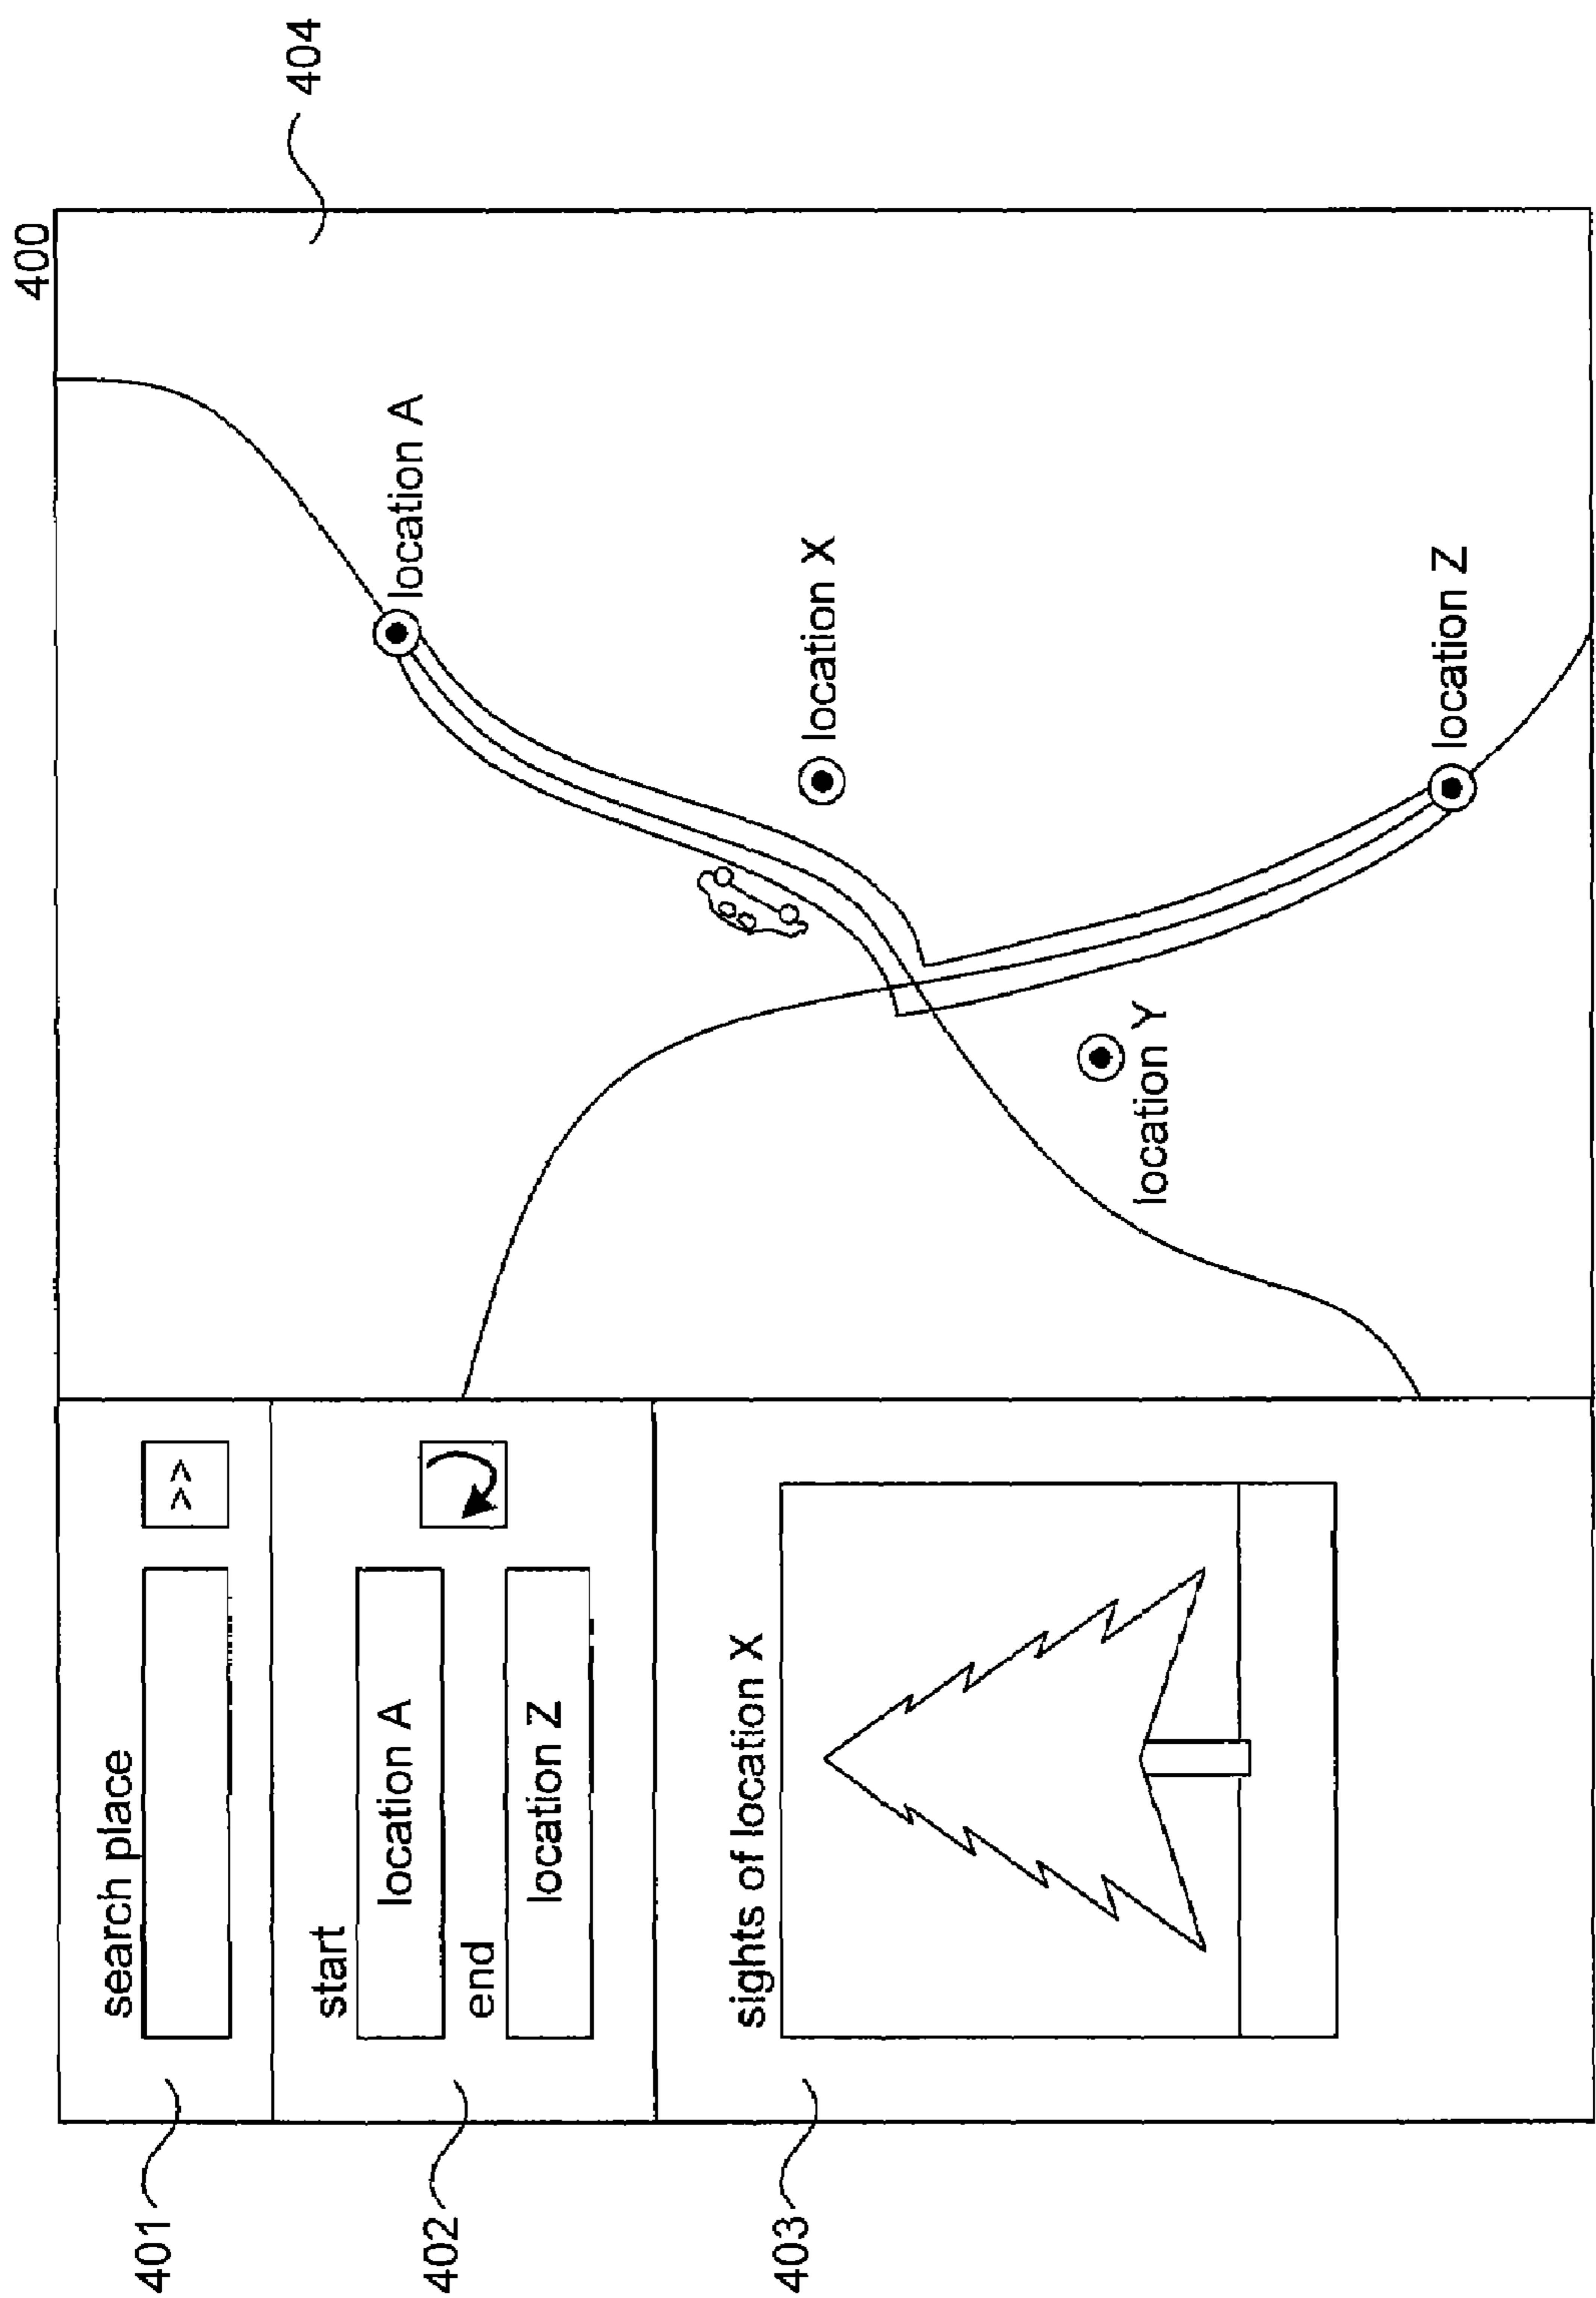 400
401
search place
>>
402
start
location A
end
location Z
403
sights of location X
404
location A
location X
location Y
location Z